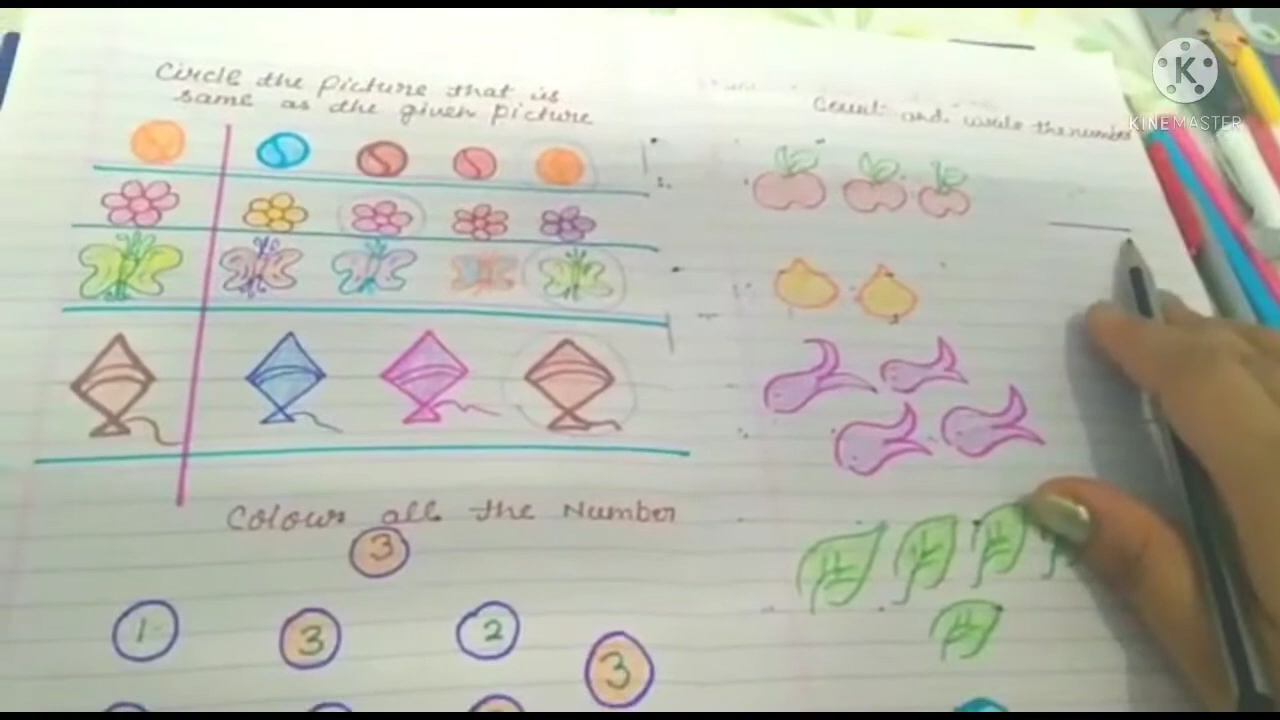 Circle the picture that is
same as the given picture
Count and write the number
Colour all the Number
3
1
3
2
3
K
KINEMASTER